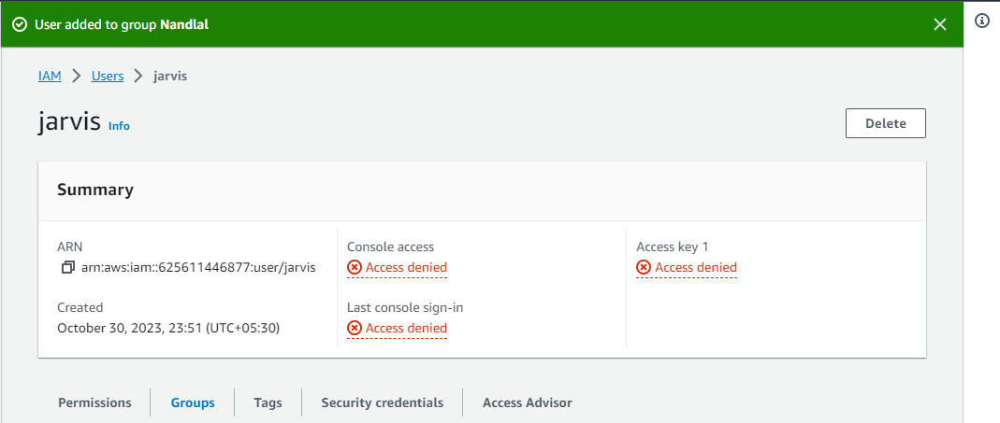 User added to group Nandlal
IAM > Users > jarvis
jarvis Info
Delete
Summary
ARN
arn:aws:iam::625611446877:user/jarvis
Created
October 30, 2023, 23:51 (UTC+05:30)
Console access
Access denied
Last console sign-in
Access denied
Access key 1
Access denied
Permissions
Groups
Tags
Security credentials
Access Advisor